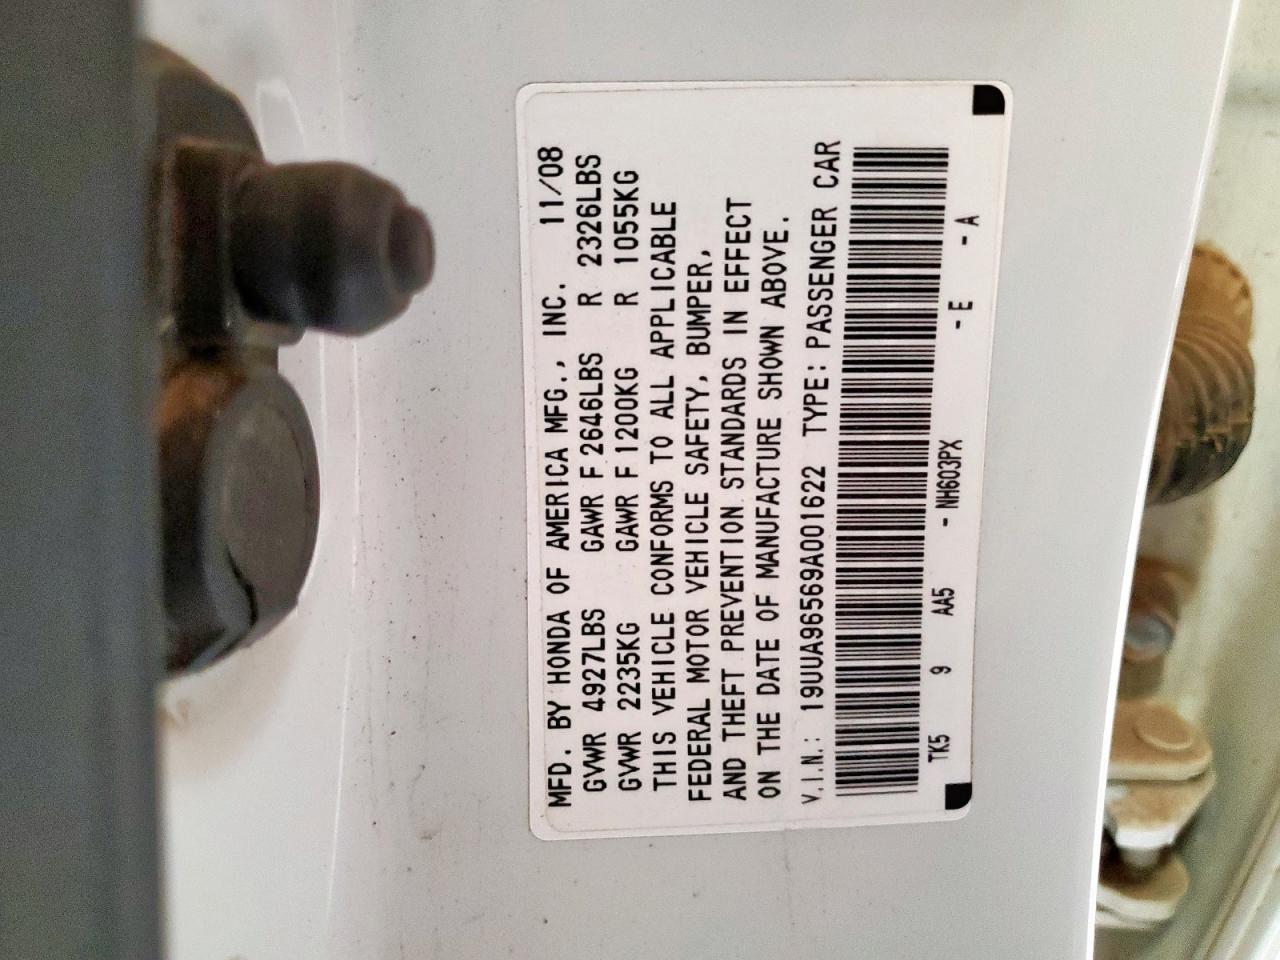 MFD. BY HONDA OF AMERICA MFG., INC. 11/08
GVWR 4927LBS GAWR F 2646LBS R 2326LBS
GVWR 2235KG GAWR F 1200KG R 1055KG
THIS VEHICLE CONFORMS TO ALL APPLICABLE
FEDERAL MOTOR VEHICLE SAFETY, BUMPER,
AND THEFT PREVENTION STANDARDS IN EFFECT
ON THE DATE OF MANUFACTURE SHOWN ABOVE.
V.I.N.: 19UUA96569A001622 TYPE: PASSENGER CAR
TK5 9 AA5 - NH603PX - E - A